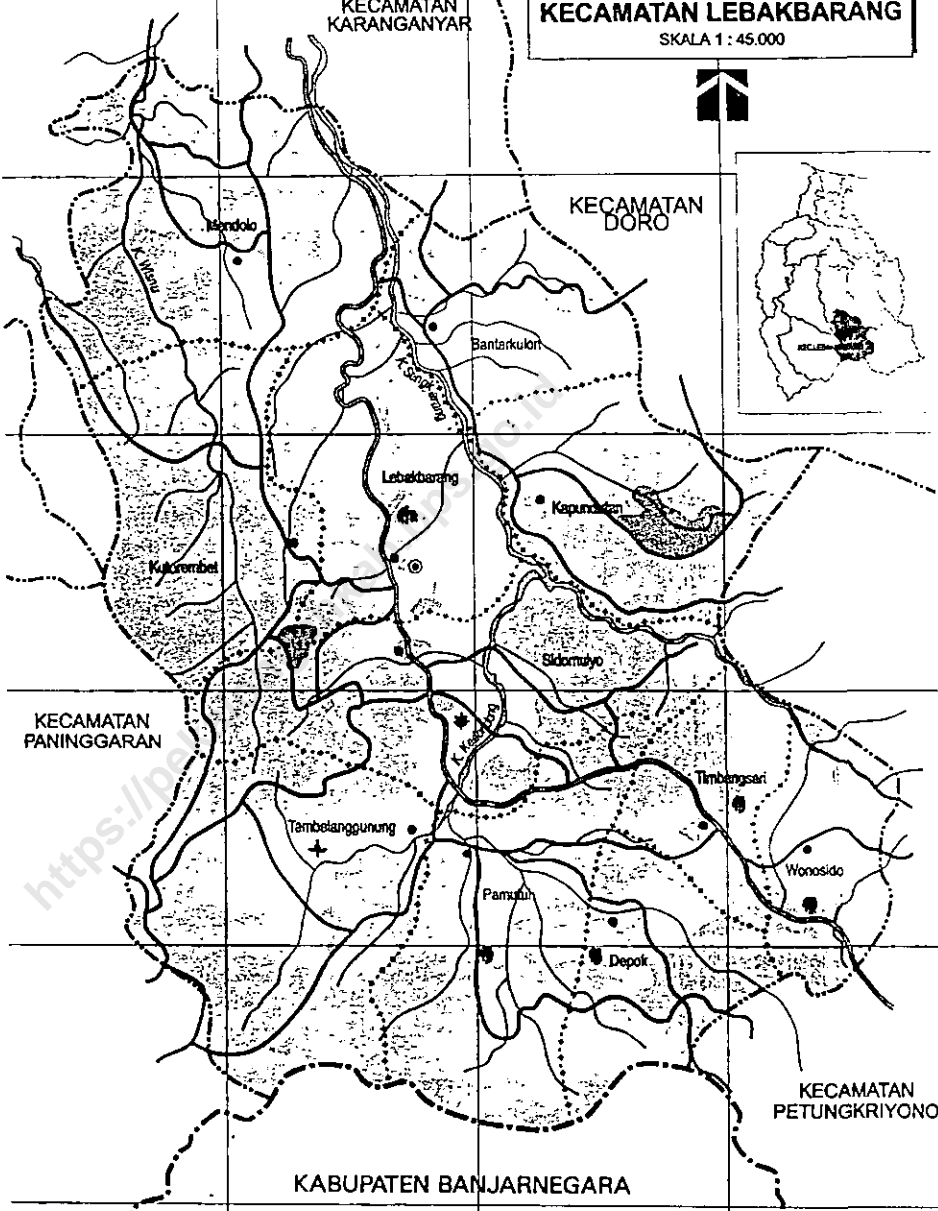 KECAMATAN
KARANGANYAR
KECAMATAN LEBAKBARANG
SKALA 1 : 45.000
KECAMATAN
DORO
Mendolo
K. Wisnu
Bantarkulon
Lebakbarang
Kapundutan
Kutorembet
Sidomulyo
KECAMATAN
PANINGGARAN
Timbangsari
Tembelanggunung
Wonosido
Pamutuh
Depok
KECAMATAN
PETUNGKRIYONO
KABUPATEN BANJARNEGARA